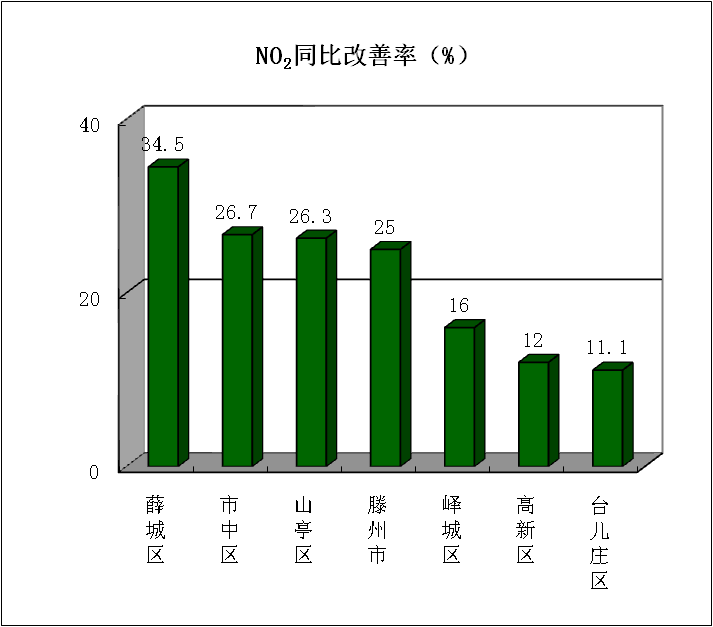 NO₂同比改善率（%）
40
34.5
26.7
26.3
25
20
16
12
11.1
0
薛城区
市中区
山亭区
滕州市
峄城区
高新区
台儿庄区